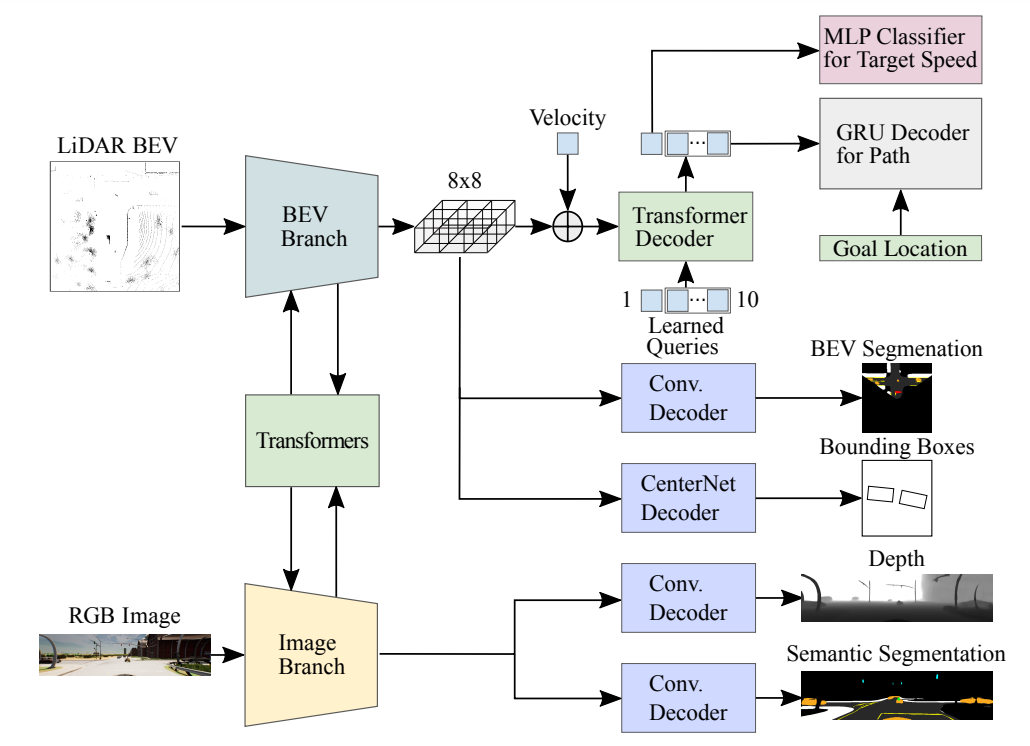 MLP Classifier
for Target Speed
Velocity
LiDAR BEV
GRU Decoder
for Path
8x8
BEV
Branch
Transformer
Decoder
Goal Location
1
...
10
Learned
Queries
BEV Segmenation
Conv.
Decoder
Transformers
Bounding Boxes
CenterNet
Decoder
Depth
Conv.
Decoder
RGB Image
Image
Branch
Semantic Segmentation
Conv.
Decoder